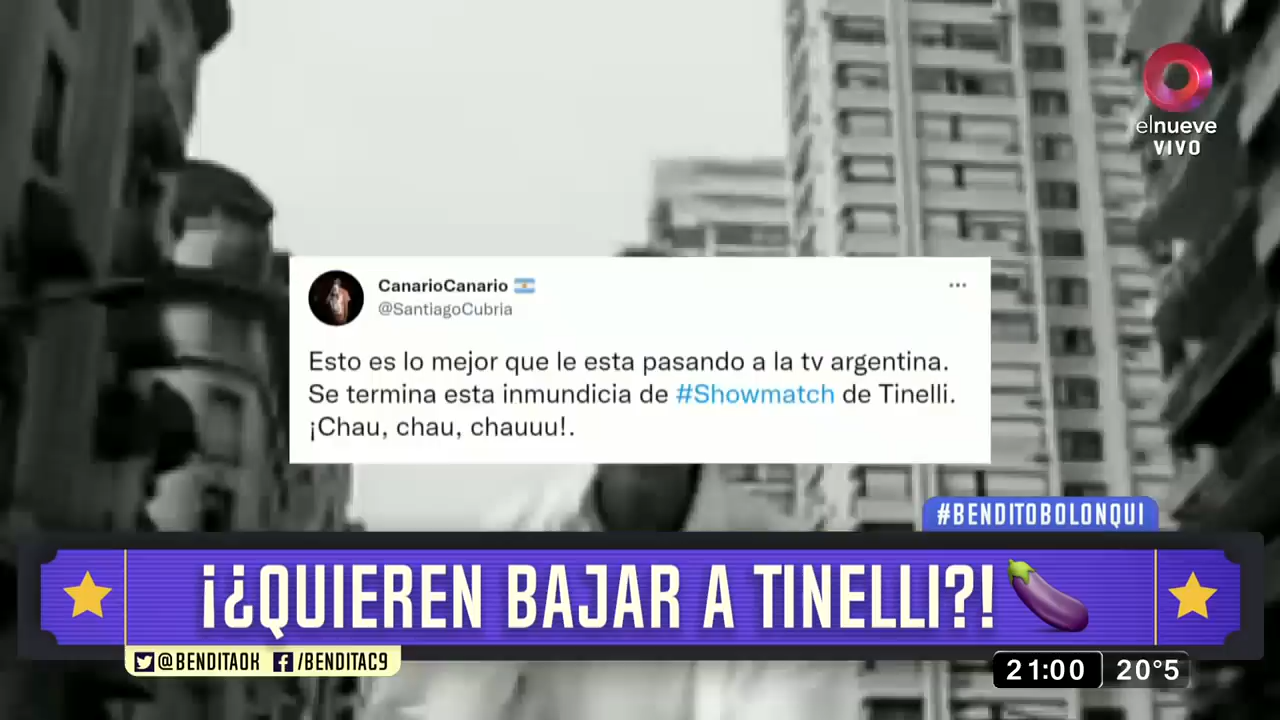 elnueve
VIVO
CanarioCanario
@SantiagoCubria
Esto es lo mejor que le esta pasando a la tv argentina.
Se termina esta inmundicia de #Showmatch de Tinelli.
¡Chau, chau, chauuu!.
#BENDITOBOLONQUI
¡¿QUIEREN BAJAR A TINELLI?!
@BENDITAOK /BENDITAC9
21:00 20°5